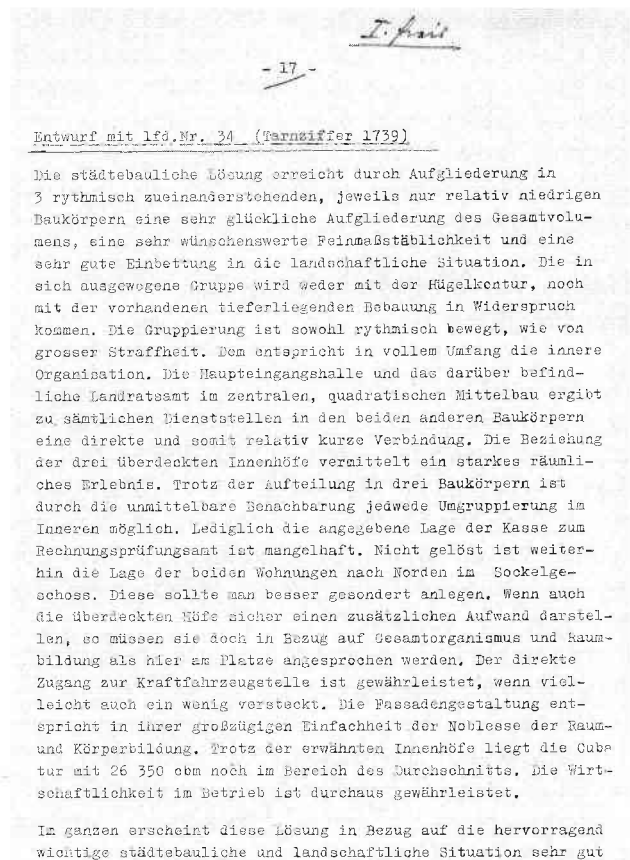 I. Preis
- 17 -
Entwurf mit lfd.Nr. 34 (Tarnziffer 1739)
Die städtebauliche Lösung erreicht durch Aufgliederung in
3 rythmisch zueinanderstehenden, jeweils nur relativ niedrigen
Baukörpern eine sehr glückliche Aufgliederung des Gesamtvolu-
mens, eine sehr wünschenswerte Feinmaßstäblichkeit und eine
sehr gute Einbettung in die landschaftliche Situation. Die in
sich ausgewogene Gruppe wird weder mit der Hügelkontur, noch
mit der vorhandenen tieferliegenden Bebauung in Widerspruch
kommen. Die Gruppierung ist sowohl rythmisch bewegt, wie von
grosser Straffheit. Dem entspricht in vollem Umfang die innere
Organisation. Die Haupteingangshalle und das darüber befind-
liche Landratsamt im zentralen, quadratischen Mittelbau ergibt
zu sämtlichen Dienststellen in den beiden anderen Baukörpern
eine direkte und somit relativ kurze Verbindung. Die Beziehung
der drei überdeckten Innenhöfe vermittelt ein starkes räumli-
ches Erlebnis. Trotz der Aufteilung in drei Baukörpern ist
durch die unmittelbare Benachbarung jedwede Umgruppierung im
Inneren möglich. Lediglich die angegebene Lage der Kasse zum
Rechnungsprüfungsamt ist mangelhaft. Nicht gelöst ist weiter-
hin die Lage der beiden Wohnungen nach Norden im Sockelge-
schoss. Diese sollte man besser gesondert anlegen. Wenn auch
die überdeckten Höfe sicher einen zusätzlichen Aufwand darstel-
len, so müssen sie doch in Bezug auf Gesamtorganismus und Raum-
bildung als hier am Platze angesprochen werden. Der direkte
Zugang zur Kraftfahrzeugstelle ist gewährleistet, wenn viel-
leicht auch ein wenig versteckt. Die Fassadengestaltung ent-
spricht in ihrer großzügigen Einfachheit der Noblesse der Raum-
und Körperbildung. Trotz der erwähnten Innenhöfe liegt die Cuba
tur mit 26 350 cbm noch im Bereich des Durchschnitts. Die Wirt-
schaftlichkeit im Betrieb ist durchaus gewährleistet.
Im ganzen erscheint diese Lösung in Bezug auf die hervorragend
wichtige städtebauliche und landschaftliche Situation sehr gut